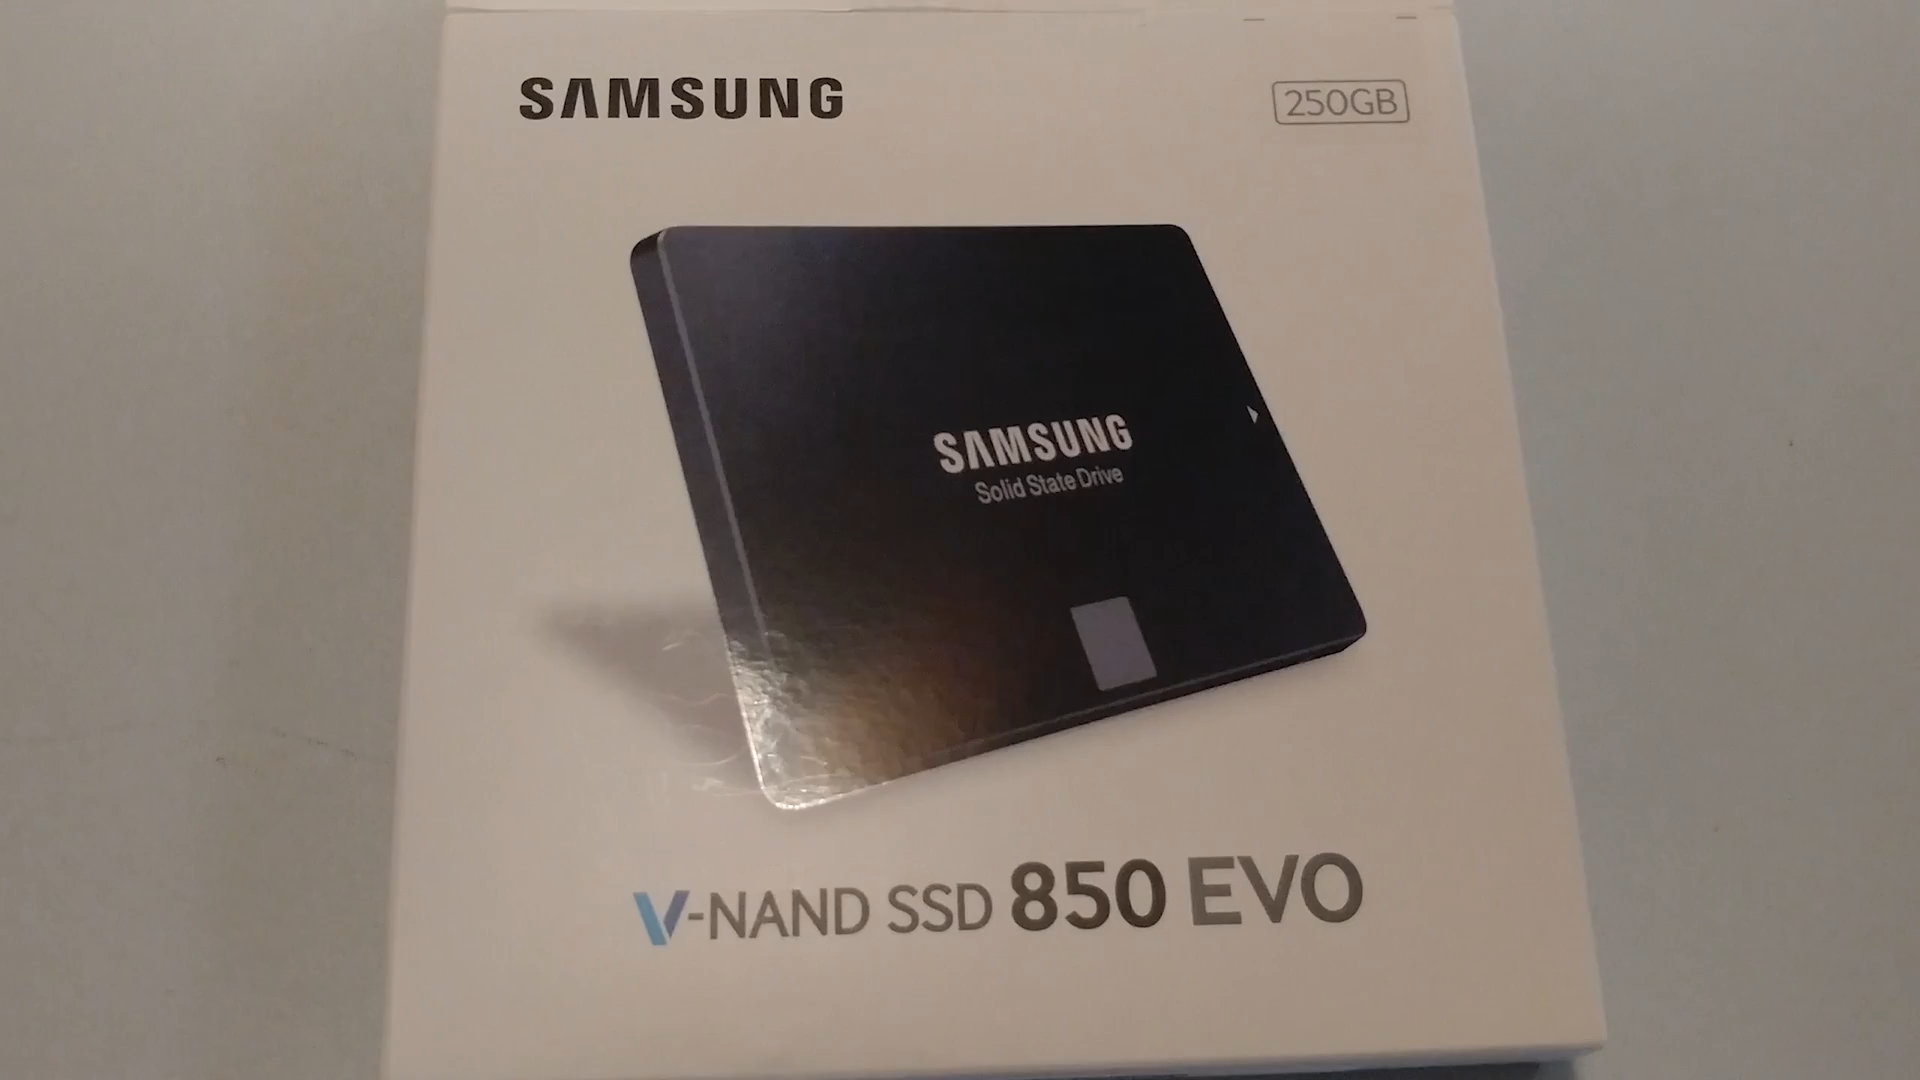 SAMSUNG
250GB
SAMSUNG
Solid State Drive
V-NAND SSD 850 EVO